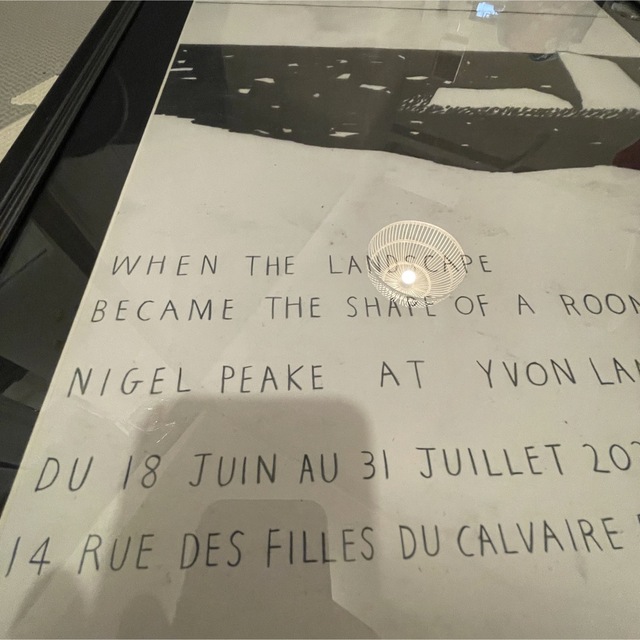 WHEN THE LANDSCAPE
BECAME THE SHAPE OF A ROOM
NIGEL PEAKE AT YVON
DU 18 JUIN AU 31 JUILLET
14 RUE DES FILLES DU CALVAIRE